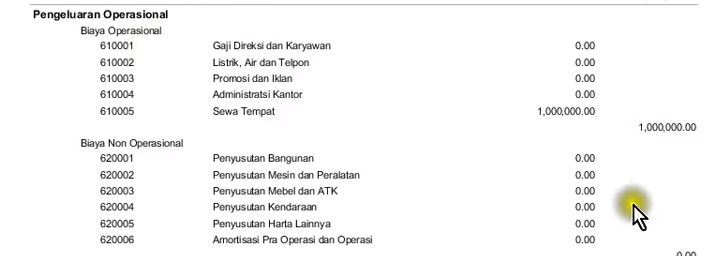 Pengeluaran Operasional
Biaya Operasional
610001 Gaji Direksi dan Karyawan 0.00
610002 Listrik, Air dan Telpon 0.00
610003 Promosi dan Iklan 0.00
610004 Administratsi Kantor 0.00
610005 Sewa Tempat 1,000,000.00
1,000,000.00
Biaya Non Operasional
620001 Penyusutan Bangunan 0.00
620002 Penyusutan Mesin dan Peralatan 0.00
620003 Penyusutan Mebel dan ATK 0.00
620004 Penyusutan Kendaraan 0.00
620005 Penyusutan Harta Lainnya 0.00
620006 Amortisasi Pra Operasi dan Operasi 0.00
0.00